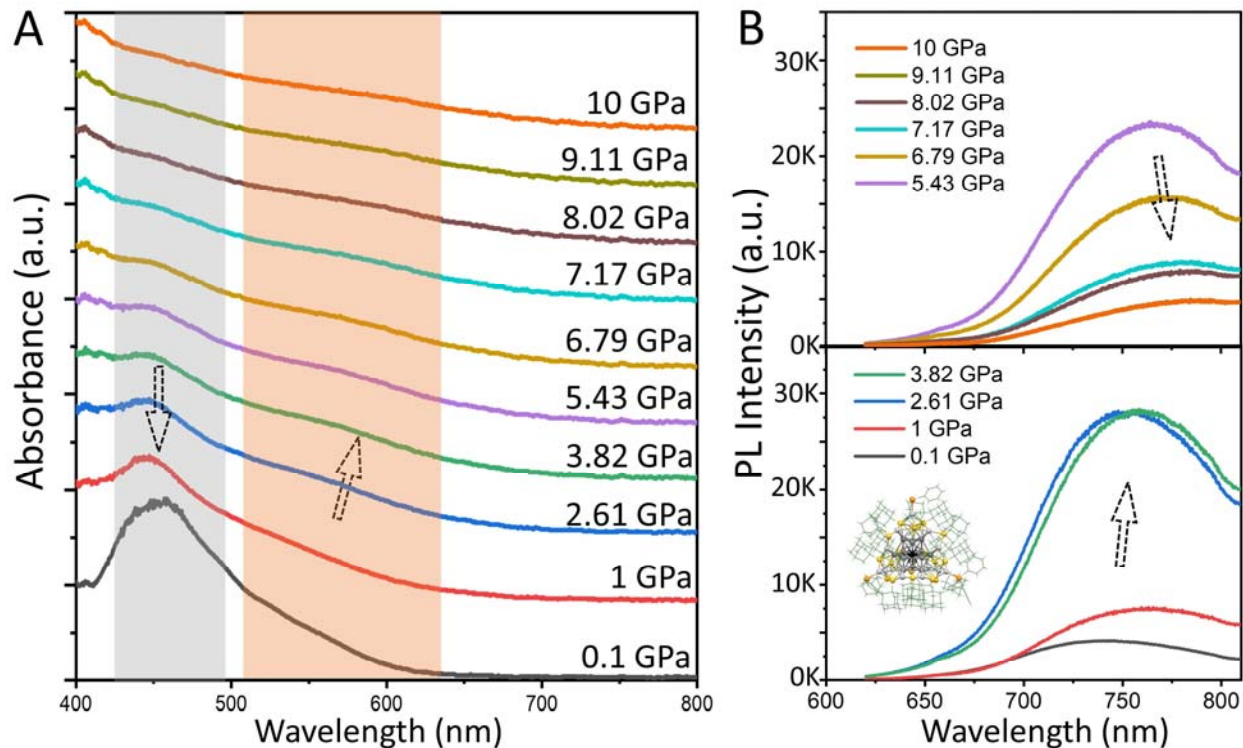 A
Absorbance (a.u.)
10 GPa
9.11 GPa
8.02 GPa
7.17 GPa
6.79 GPa
5.43 GPa
3.82 GPa
2.61 GPa
1 GPa
0.1 GPa
400 500 600 700 800
Wavelength (nm)
B
PL Intensity (a.u.)
30K
20K
10K
0K
10 GPa
9.11 GPa
8.02 GPa
7.17 GPa
6.79 GPa
5.43 GPa
30K
20K
10K
0K
3.82 GPa
2.61 GPa
1 GPa
0.1 GPa
600 650 700 750 800
Wavelength (nm)